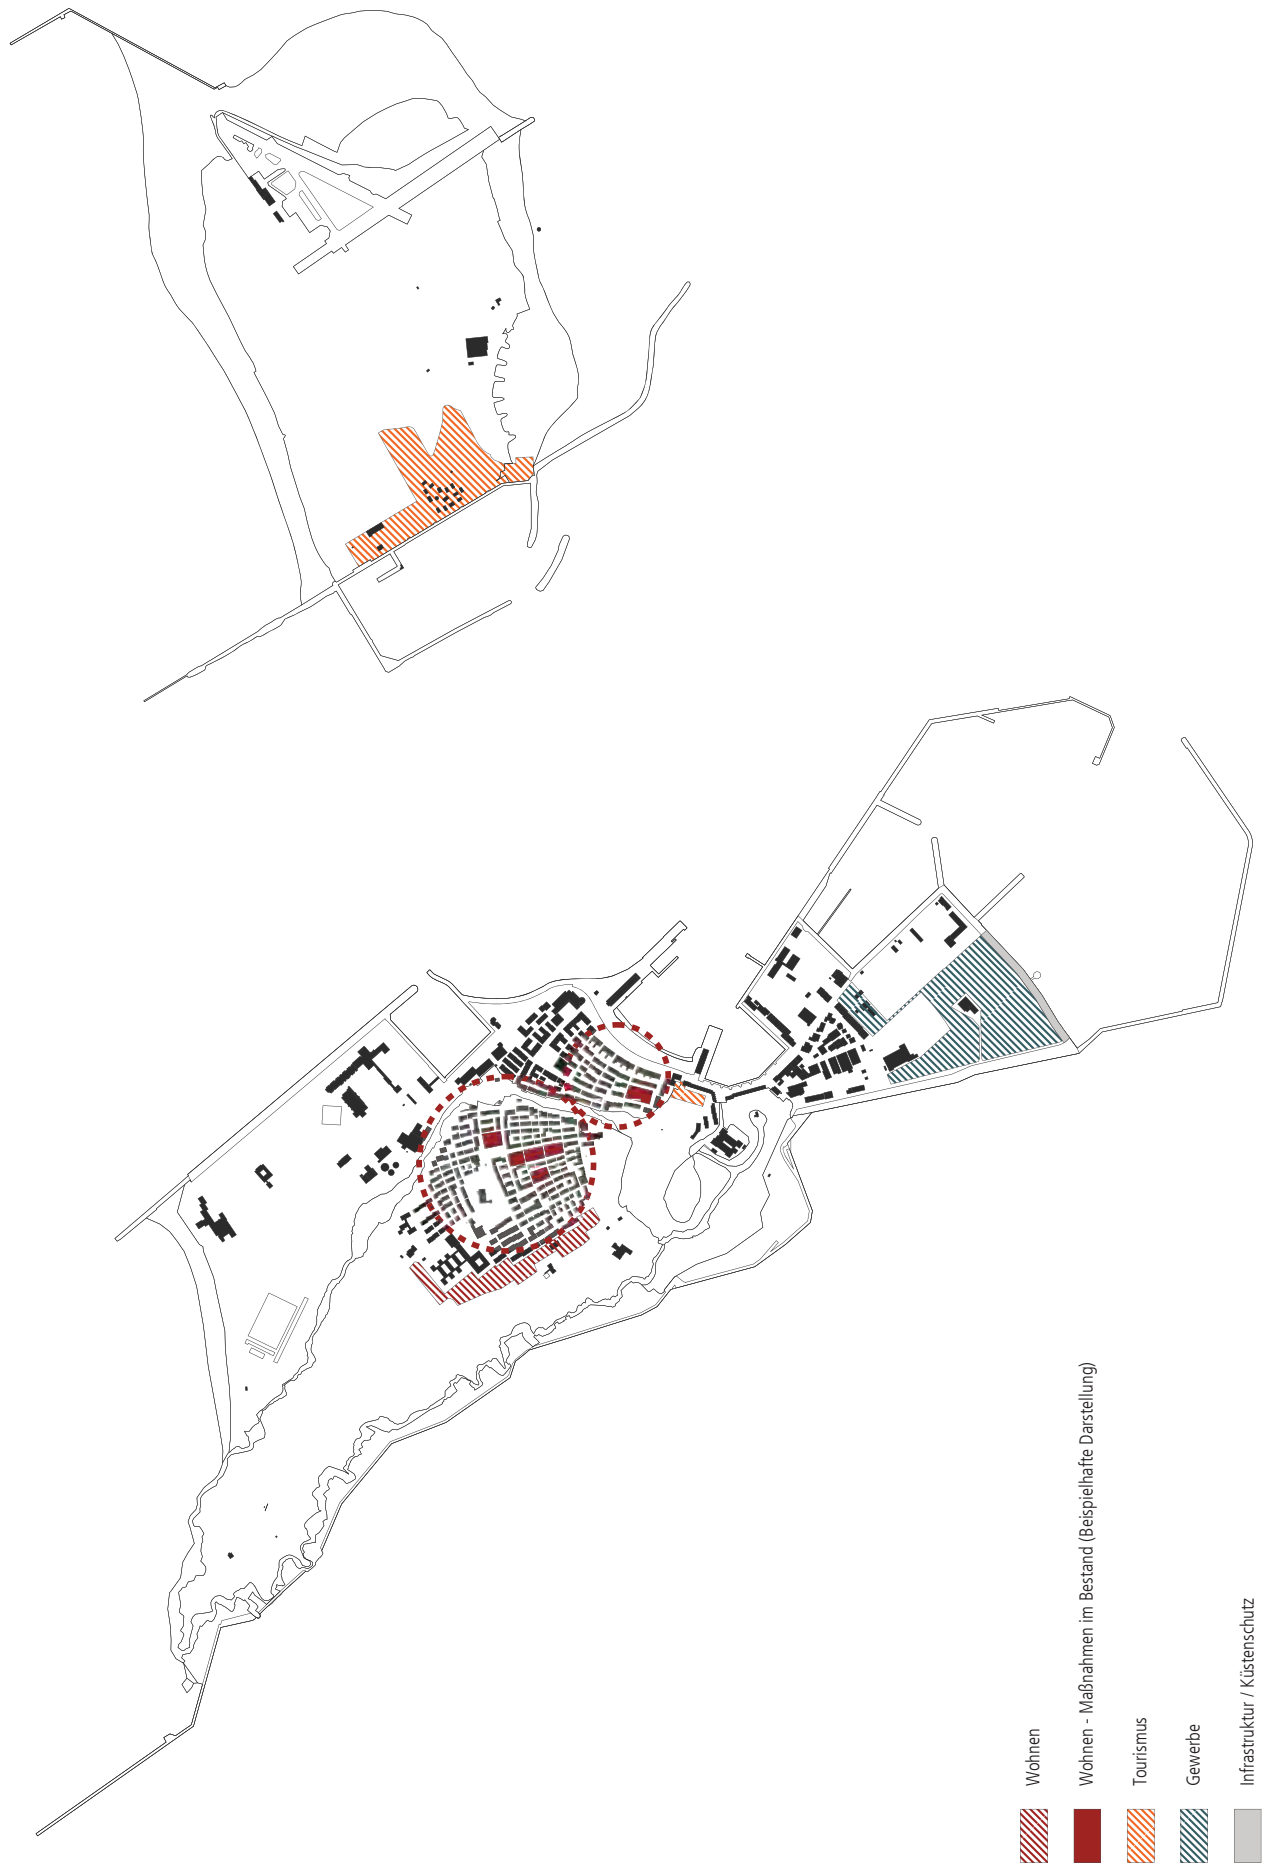 Wohnen
Wohnen - Maßnahmen im Bestand (Beispielhafte Darstellung)
Tourismus
Gewerbe
Infrastruktur / Küstenschutz